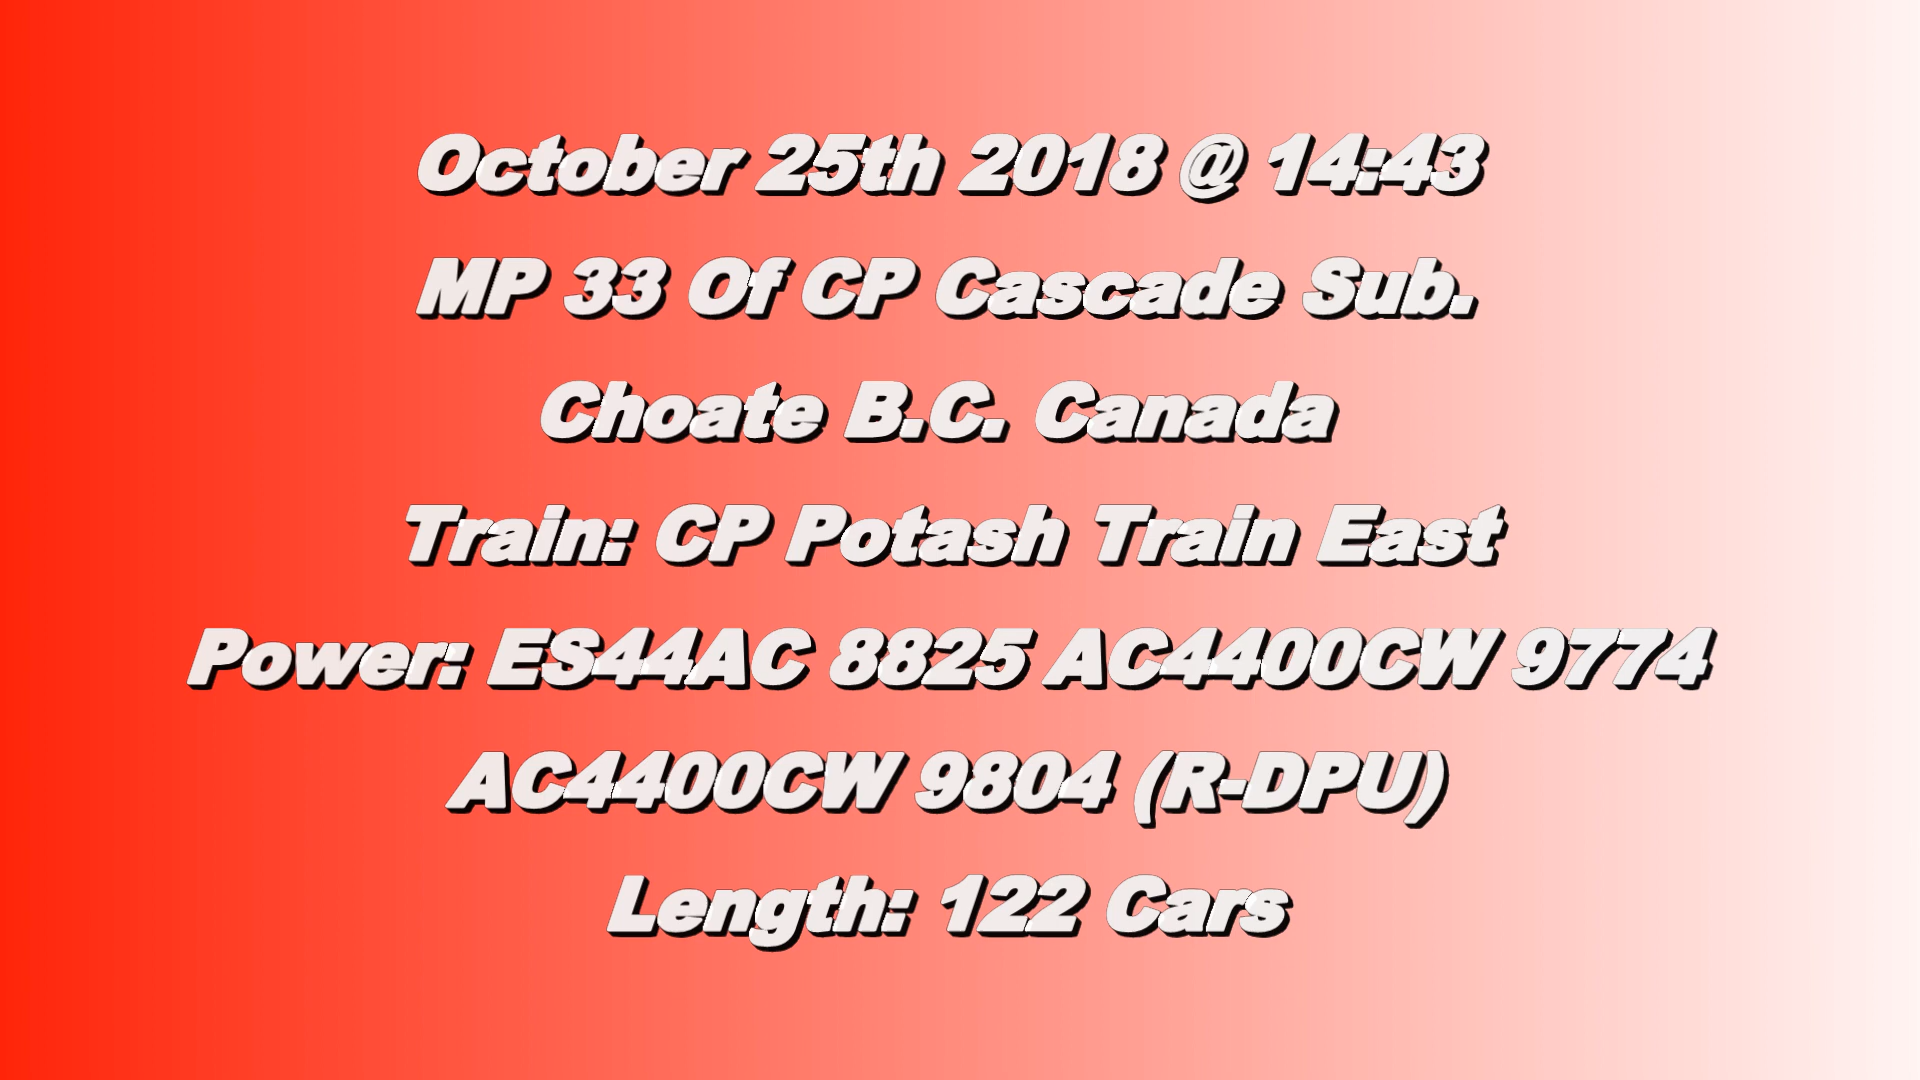 October 25th 2018 @ 14:43
MP 33 Of CP Cascade Sub.
Choate B.C. Canada
Train: CP Potash Train East
Power: ES44AC 8825 AC4400CW 9774
AC4400CW 9804 (R-DPU)
Length: 122 Cars